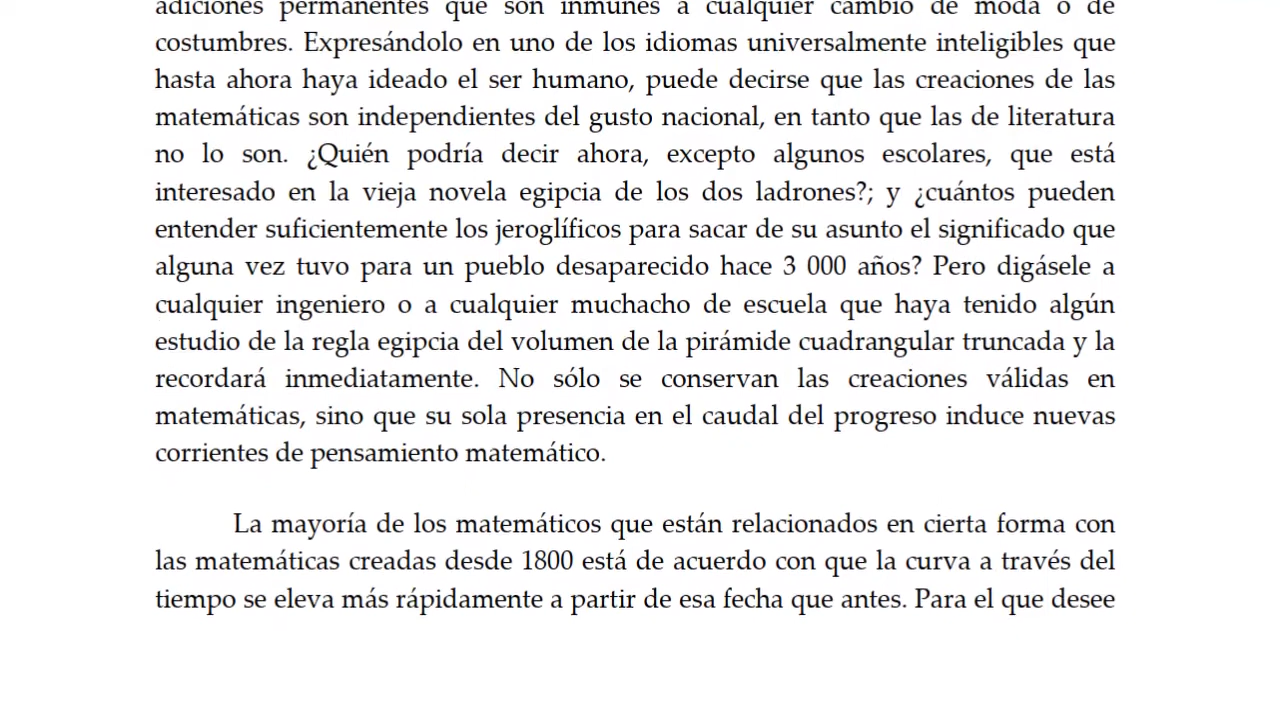 adiciones permanentes que son inmunes a cualquier cambio de moda o de
costumbres. Expresándolo en uno de los idiomas universalmente inteligibles que
hasta ahora haya ideado el ser humano, puede decirse que las creaciones de las
matemáticas son independientes del gusto nacional, en tanto que las de literatura
no lo son. ¿Quién podría decir ahora, excepto algunos escolares, que está
interesado en la vieja novela egipcia de los dos ladrones?; y ¿cuántos pueden
entender suficientemente los jeroglíficos para sacar de su asunto el significado que
alguna vez tuvo para un pueblo desaparecido hace 3 000 años? Pero digásele a
cualquier ingeniero o a cualquier muchacho de escuela que haya tenido algún
estudio de la regla egipcia del volumen de la pirámide cuadrangular truncada y la
recordará inmediatamente. No sólo se conservan las creaciones válidas en
matemáticas, sino que su sola presencia en el caudal del progreso induce nuevas
corrientes de pensamiento matemático.
La mayoría de los matemáticos que están relacionados en cierta forma con
las matemáticas creadas desde 1800 está de acuerdo con que la curva a través del
tiempo se eleva más rápidamente a partir de esa fecha que antes. Para el que desee